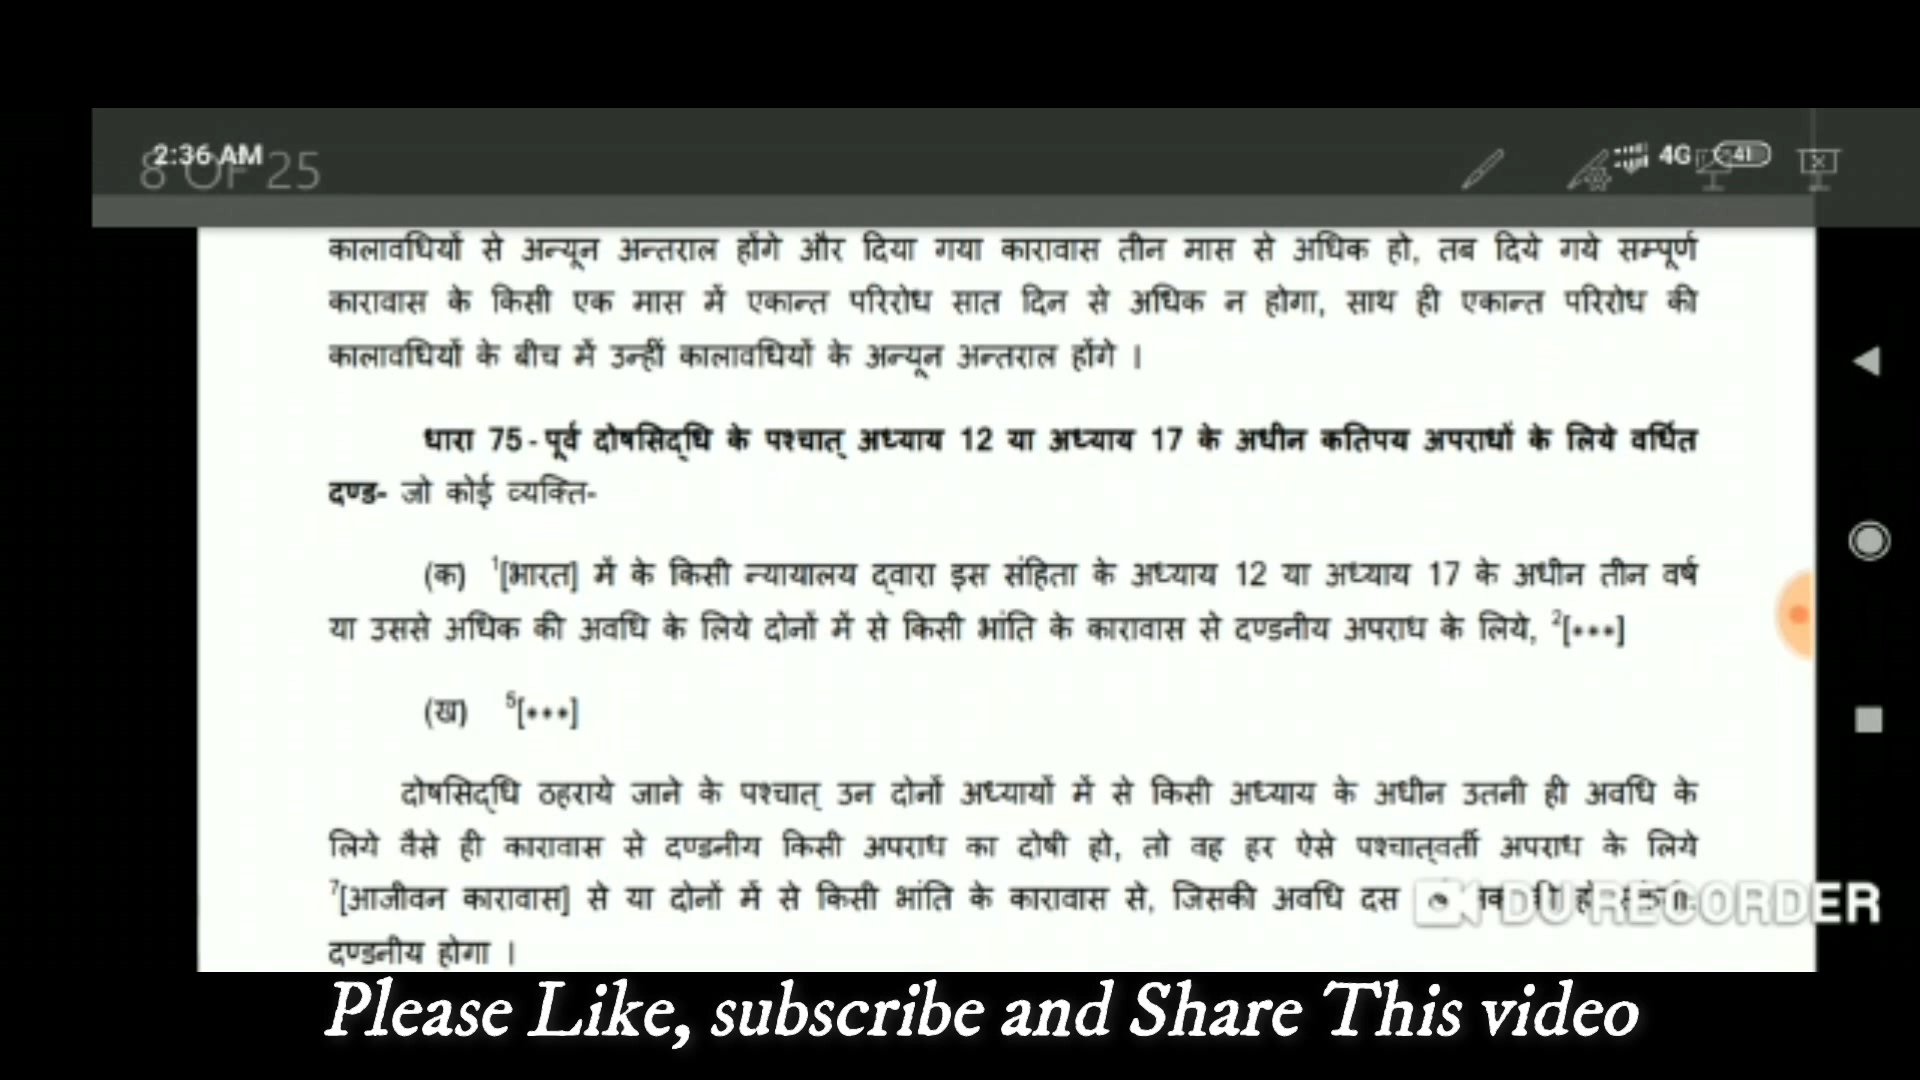 2:36 AM
8 OF 25
4G 41
कालावधियों से अन्यून अन्तराल होंगे और दिया गया कारावास तीन मास से अधिक हो, तब दिये गये सम्पूर्ण
कारावास के किसी एक मास में एकान्त परिरोध सात दिन से अधिक न होगा, साथ ही एकान्त परिरोध की
कालावधियों के बीच में उन्हीं कालावधियों के अन्यून अन्तराल होंगे ।
धारा 75 - पूर्व दोषसिद्धि के पश्चात् अध्याय 12 या अध्याय 17 के अधीन कतिपय अपराधों के लिये वर्धित
दण्ड- जो कोई व्यक्ति-
(क) 1[भारत] में के किसी न्यायालय द्वारा इस संहिता के अध्याय 12 या अध्याय 17 के अधीन तीन वर्ष
या उससे अधिक की अवधि के लिये दोनों में से किसी भांति के कारावास से दण्डनीय अपराध के लिये, 2[***]
(ख) 5[***]
दोषसिद्धि ठहराये जाने के पश्चात् उन दोनों अध्यायों में से किसी अध्याय के अधीन उतनी ही अवधि के
लिये वैसे ही कारावास से दण्डनीय किसी अपराध का दोषी हो, तो वह हर ऐसे पश्चात्वर्ती अपराध के लिये
7[आजीवन कारावास] से या दोनों में से किसी भांति के कारावास से, जिसकी अवधि दस
DU RECORDER
दण्डनीय होगा ।
Please Like, subscribe and Share This video